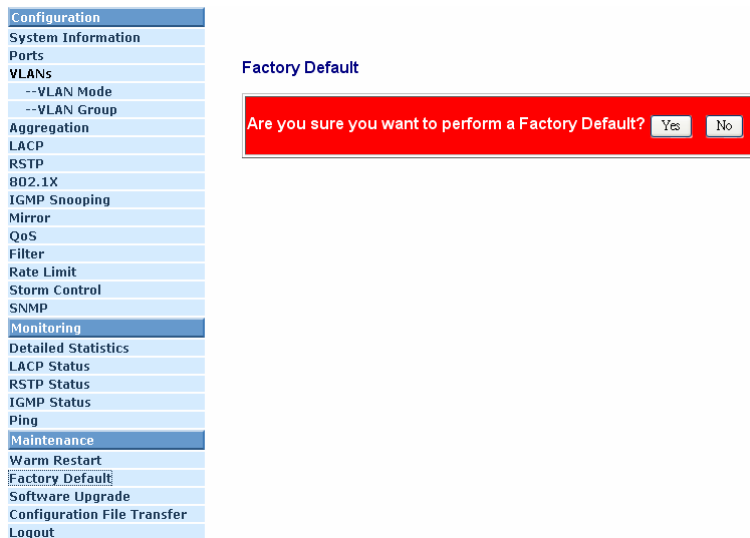 Configuration
System Information
Ports
VLANs
--VLAN Mode
--VLAN Group
Aggregation
LACP
RSTP
802.1X
IGMP Snooping
Mirror
QoS
Filter
Rate Limit
Storm Control
SNMP
Monitoring
Detailed Statistics
LACP Status
RSTP Status
IGMP Status
Ping
Maintenance
Warm Restart
Factory Default
Software Upgrade
Configuration File Transfer
Logout
Factory Default
Are you sure you want to perform a Factory Default? Yes No